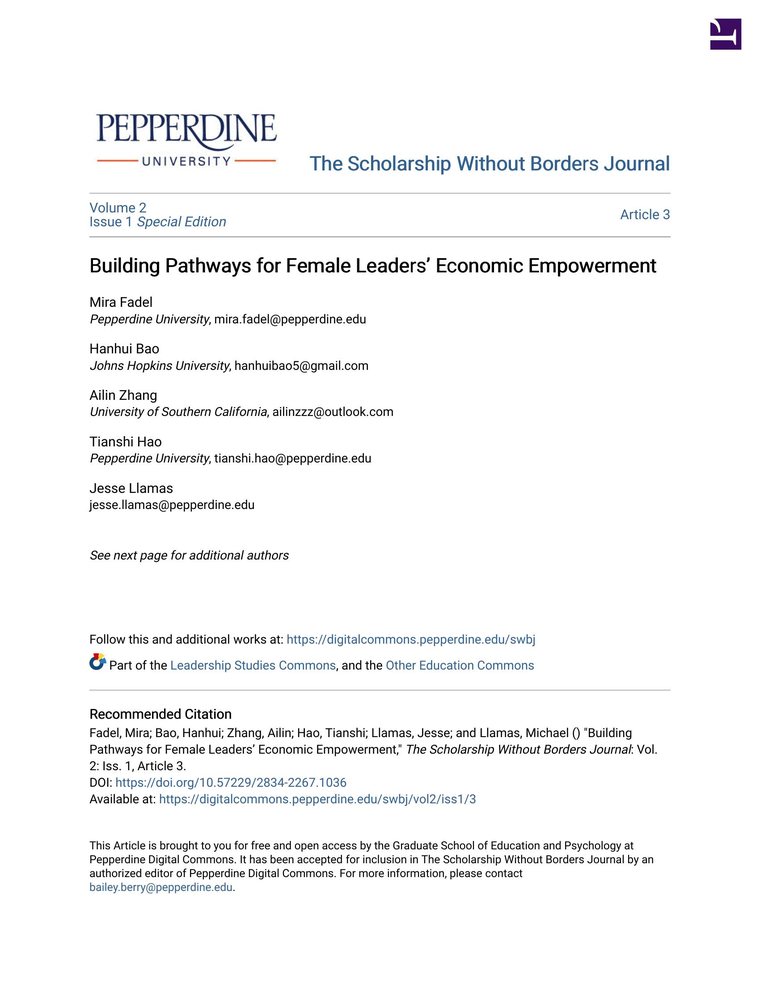 PEPPERDINE
UNIVERSITY
The Scholarship Without Borders Journal
Volume 2
Issue 1 Special Edition
Article 3
Building Pathways for Female Leaders’ Economic Empowerment
Mira Fadel
Pepperdine University, mira.fadel@pepperdine.edu
Hanhui Bao
Johns Hopkins University, hanhuibao5@gmail.com
Ailin Zhang
University of Southern California, ailinzzz@outlook.com
Tianshi Hao
Pepperdine University, tianshi.hao@pepperdine.edu
Jesse Llamas
jesse.llamas@pepperdine.edu
See next page for additional authors
Follow this and additional works at: https://digitalcommons.pepperdine.edu/swbj
Part of the Leadership Studies Commons, and the Other Education Commons
Recommended Citation
Fadel, Mira; Bao, Hanhui; Zhang, Ailin; Hao, Tianshi; Llamas, Jesse; and Llamas, Michael () "Building
Pathways for Female Leaders’ Economic Empowerment," The Scholarship Without Borders Journal: Vol.
2: Iss. 1, Article 3.
DOI: https://doi.org/10.57229/2834-2267.1036
Available at: https://digitalcommons.pepperdine.edu/swbj/vol2/iss1/3
This Article is brought to you for free and open access by the Graduate School of Education and Psychology at
Pepperdine Digital Commons. It has been accepted for inclusion in The Scholarship Without Borders Journal by an
authorized editor of Pepperdine Digital Commons. For more information, please contact
bailey.berry@pepperdine.edu.